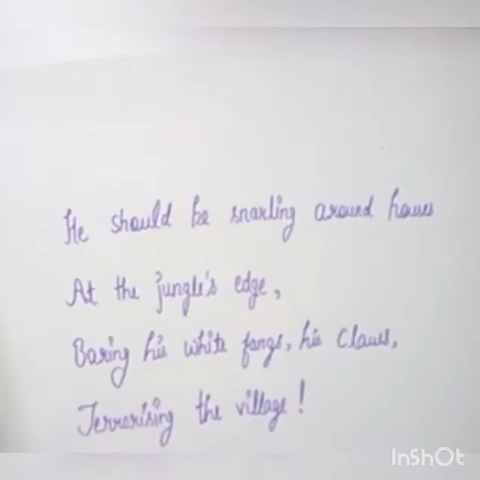 He should be snarling around houses
At the jungle's edge,
Baring his white fangs, his claws,
Terrorising the village!
InShOt